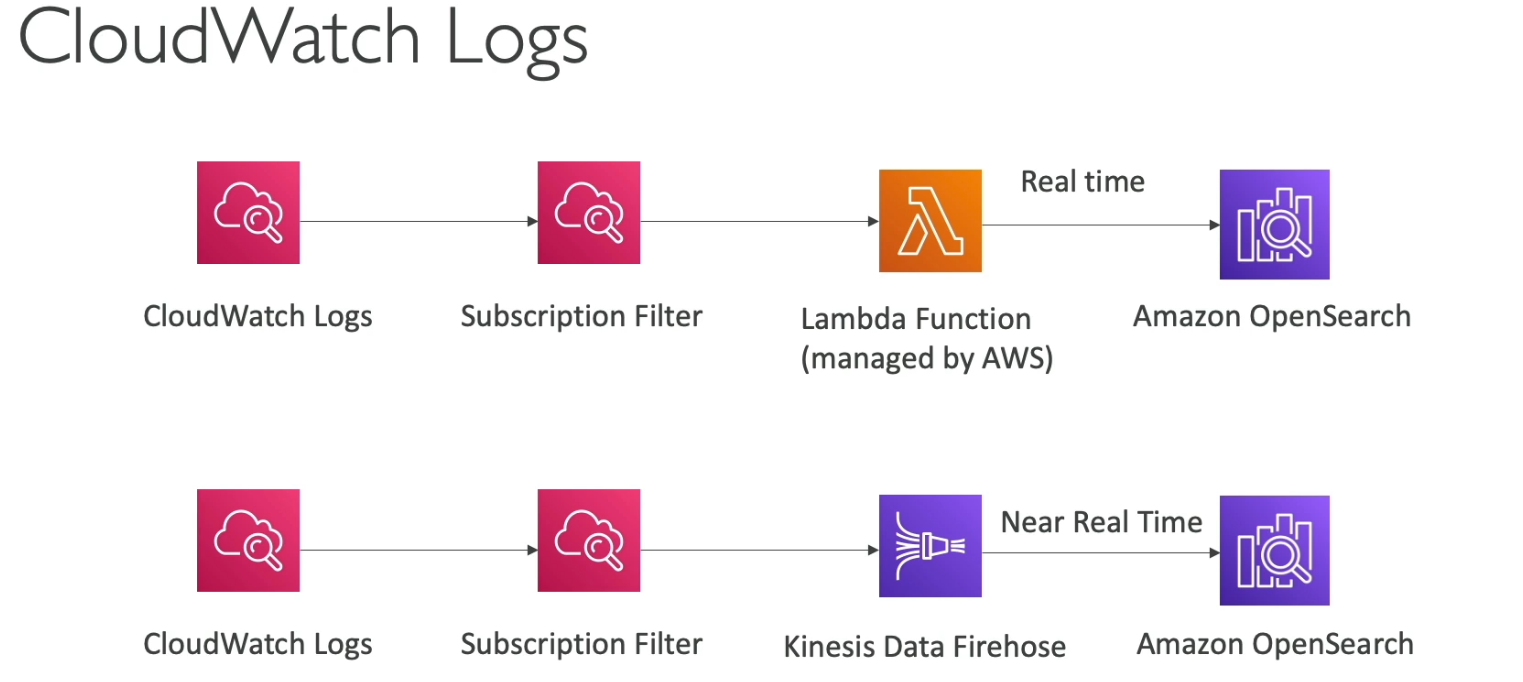 CloudWatch Logs
Real time
CloudWatch Logs
Subscription Filter
Lambda Function
(managed by AWS)
Amazon OpenSearch
Near Real Time
CloudWatch Logs
Subscription Filter
Kinesis Data Firehose
Amazon OpenSearch